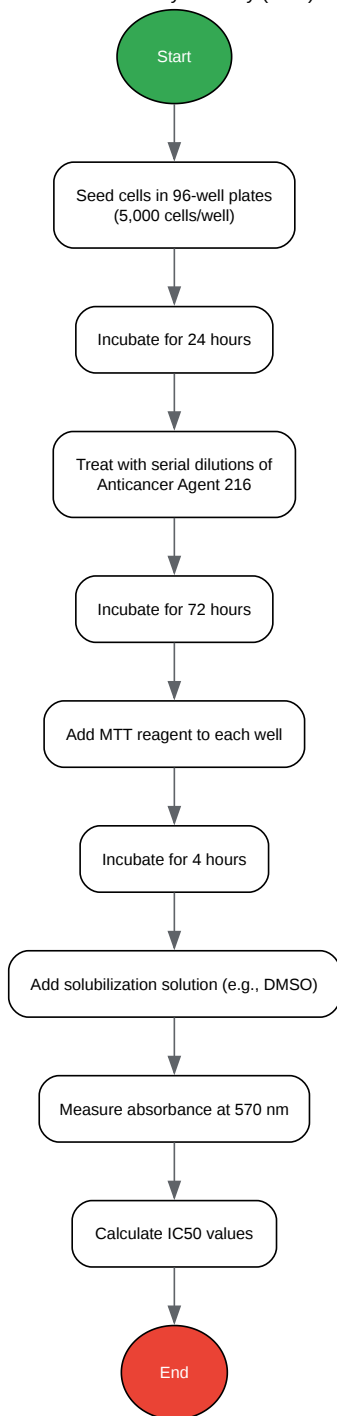 Start
Seed cells in 96-well plates
(5,000 cells/well)
Incubate for 24 hours
Treat with serial dilutions of
Anticancer Agent 216
Incubate for 72 hours
Add MTT reagent to each well
Incubate for 4 hours
Add solubilization solution (e.g., DMSO)
Measure absorbance at 570 nm
Calculate IC50 values
End